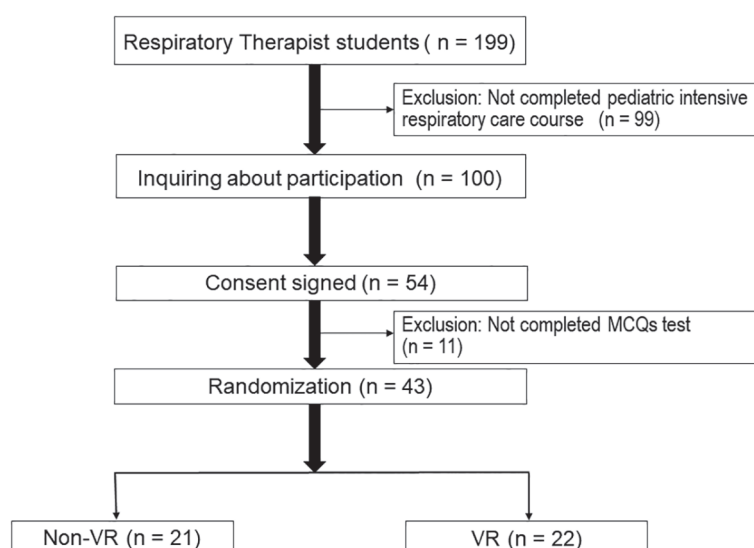 Respiratory Therapist students ( n = 199)
Exclusion: Not completed pediatric intensive
respiratory care course (n = 99)
Inquiring about participation (n = 100)
Consent signed (n = 54)
Exclusion: Not completed MCQs test
(n = 11)
Randomization (n = 43)
Non-VR (n = 21)
VR (n = 22)